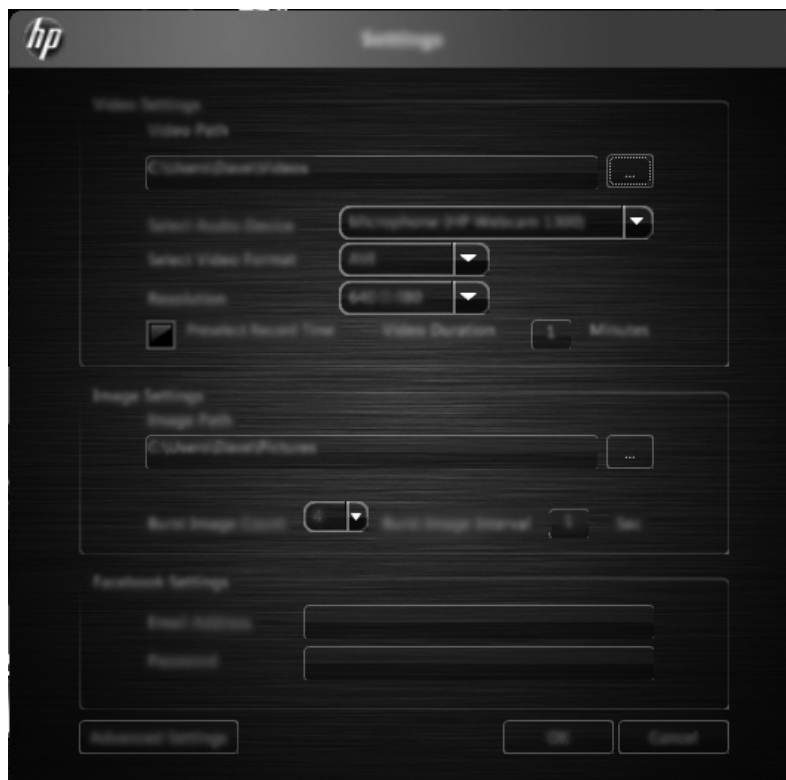 hp
Settings
Video Settings
Video Path
C:\Users\Dave\Videos
...
Select Audio Device
Microphone (HP Webcam 1300)
Select Video Format
AVI
Resolution
640
Preselect Record Time
Video Duration
1
Minutes
Image Settings
Image Path
C:\Users\Dave\Pictures
...
Burst Image Count
4
Burst Image Interval
Sec
Facebook Settings
Email Address
Password
Advanced Settings
OK
Cancel